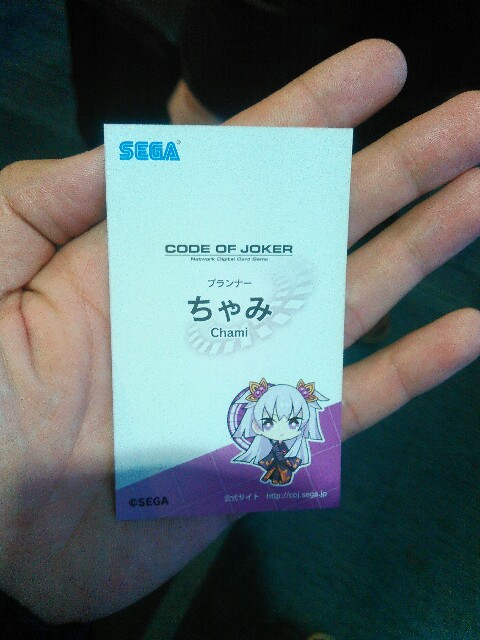 SEGA
CODE OF JOKER
Network Digital Card Game
プランナー
ちゃみ
Chami
©SEGA
公式サイト http://coj.sega.jp